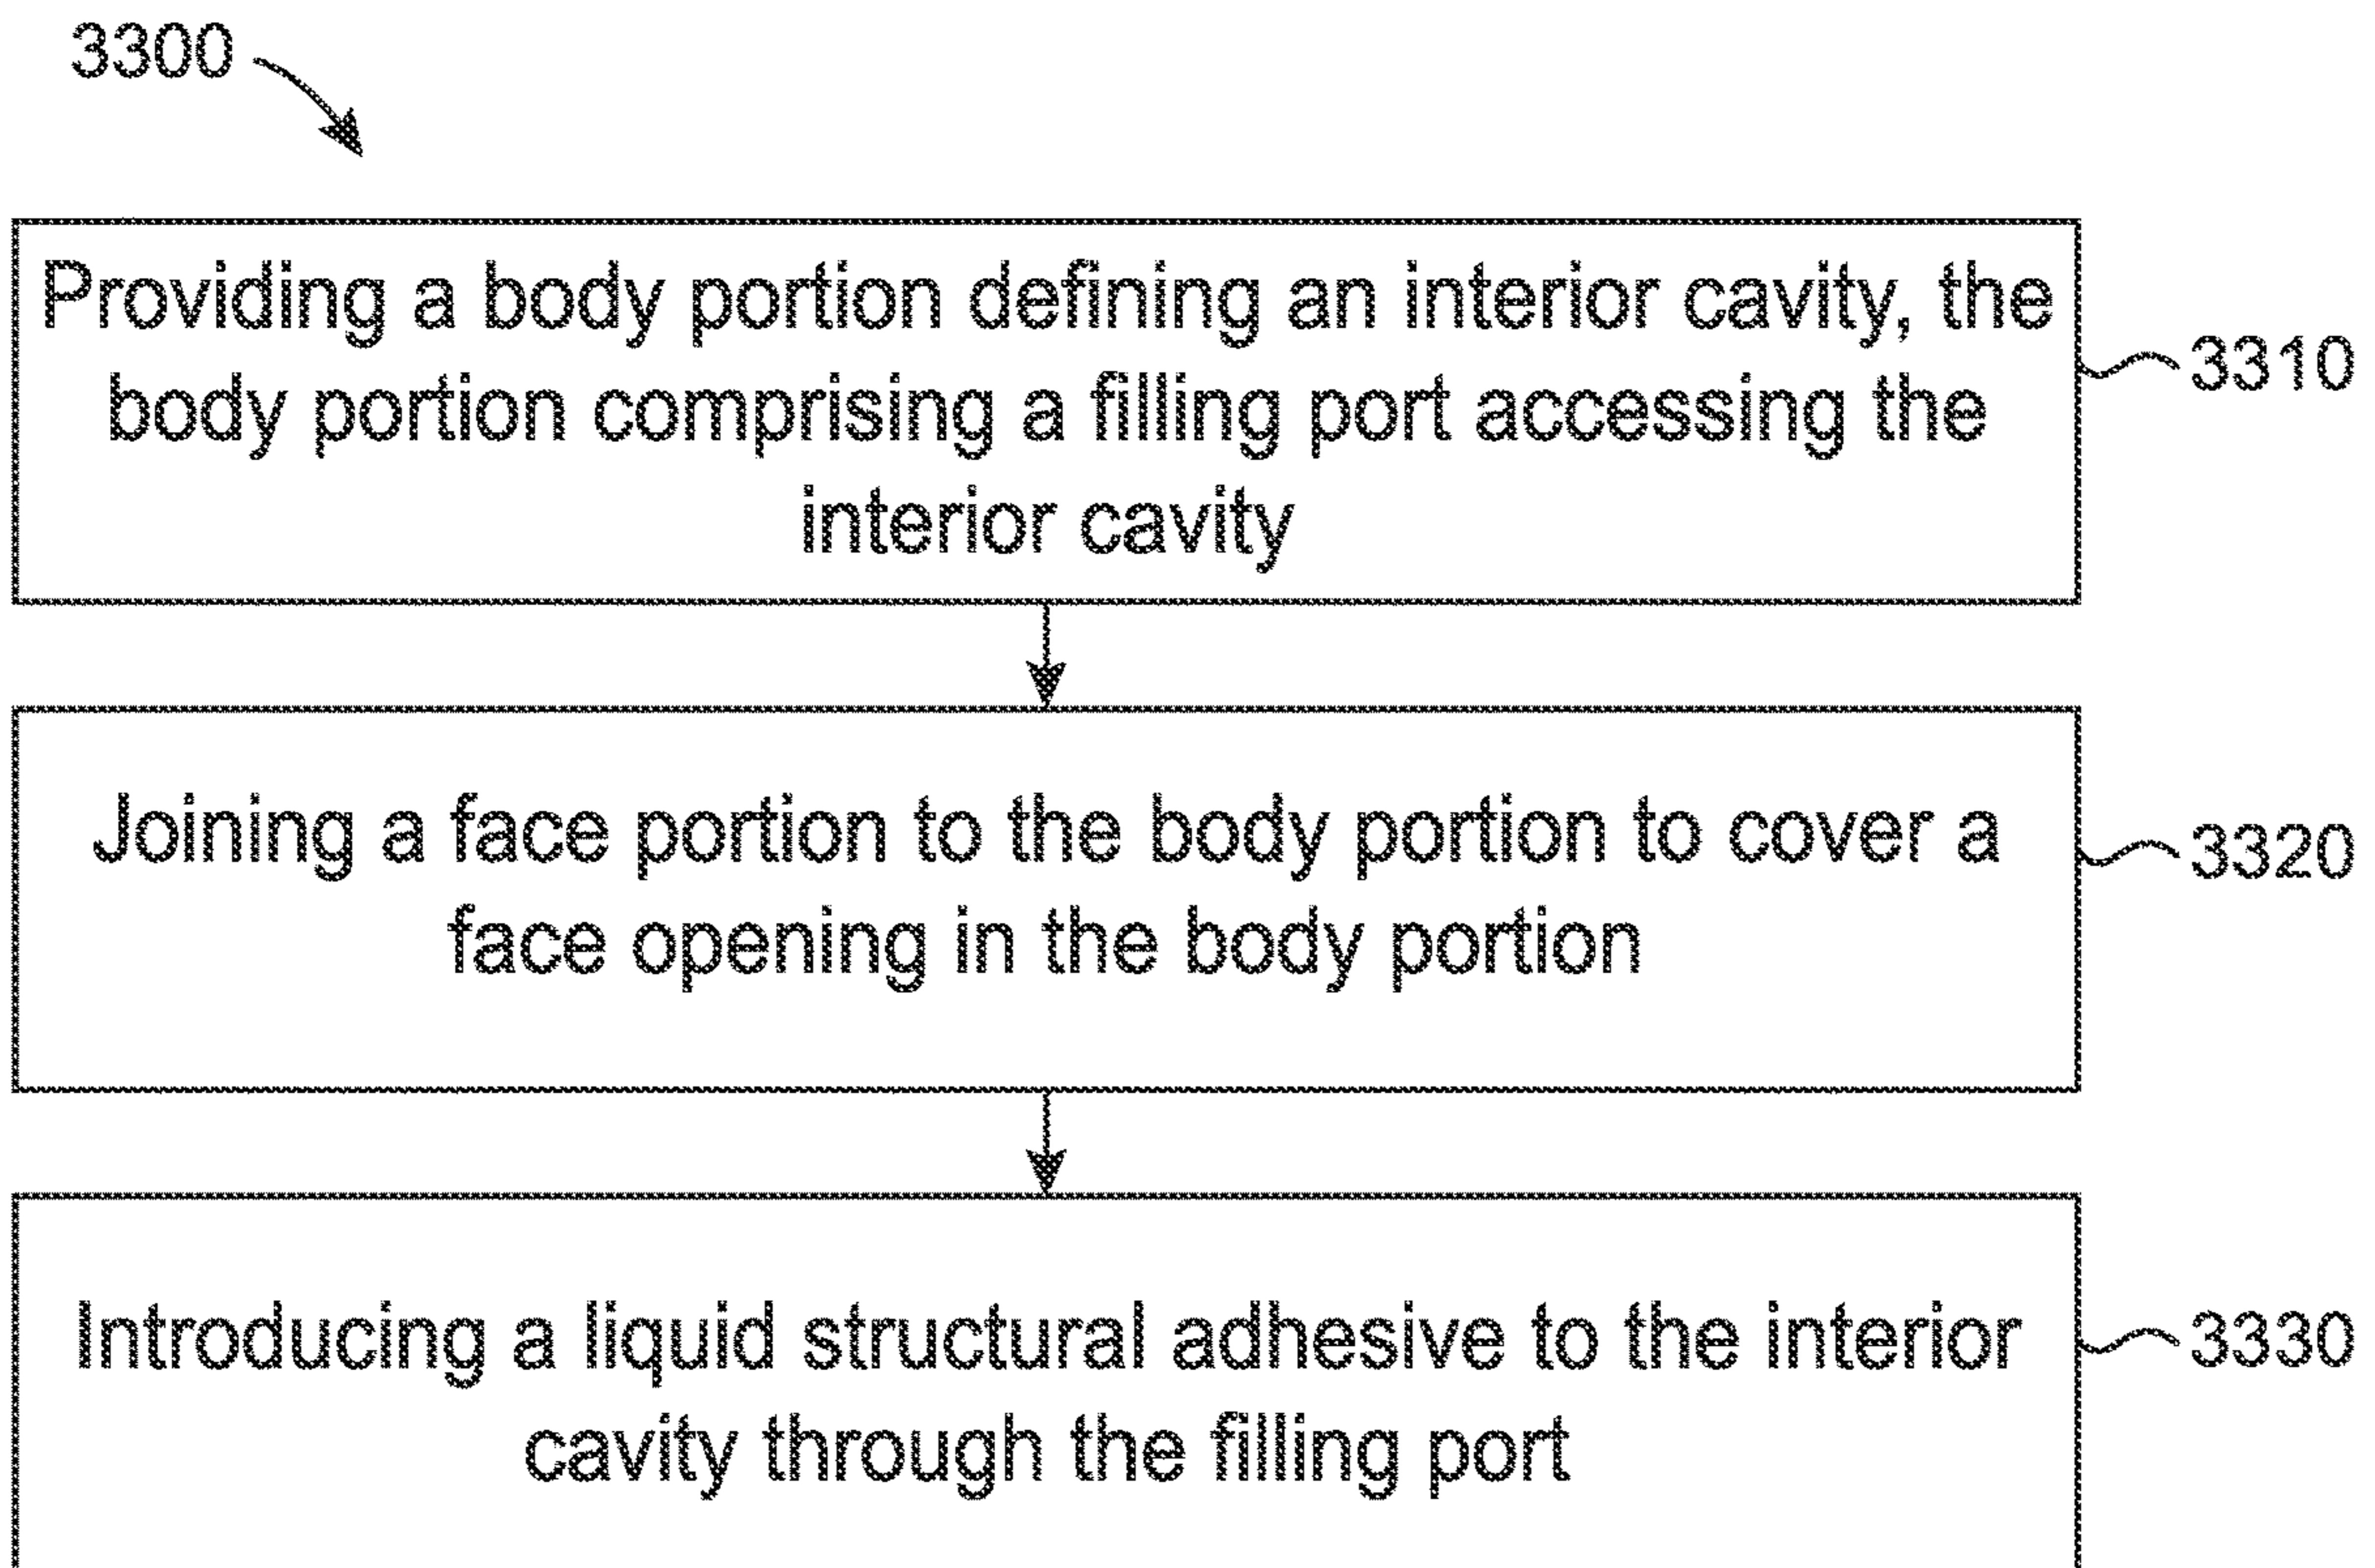 3300
Providing a body portion defining an interior cavity, the
body portion comprising a filling port accessing the
interior cavity
3310
Joining a face portion to the body portion to cover a
face opening in the body portion
3320
Introducing a liquid structural adhesive to the interior
cavity through the filling port
3330